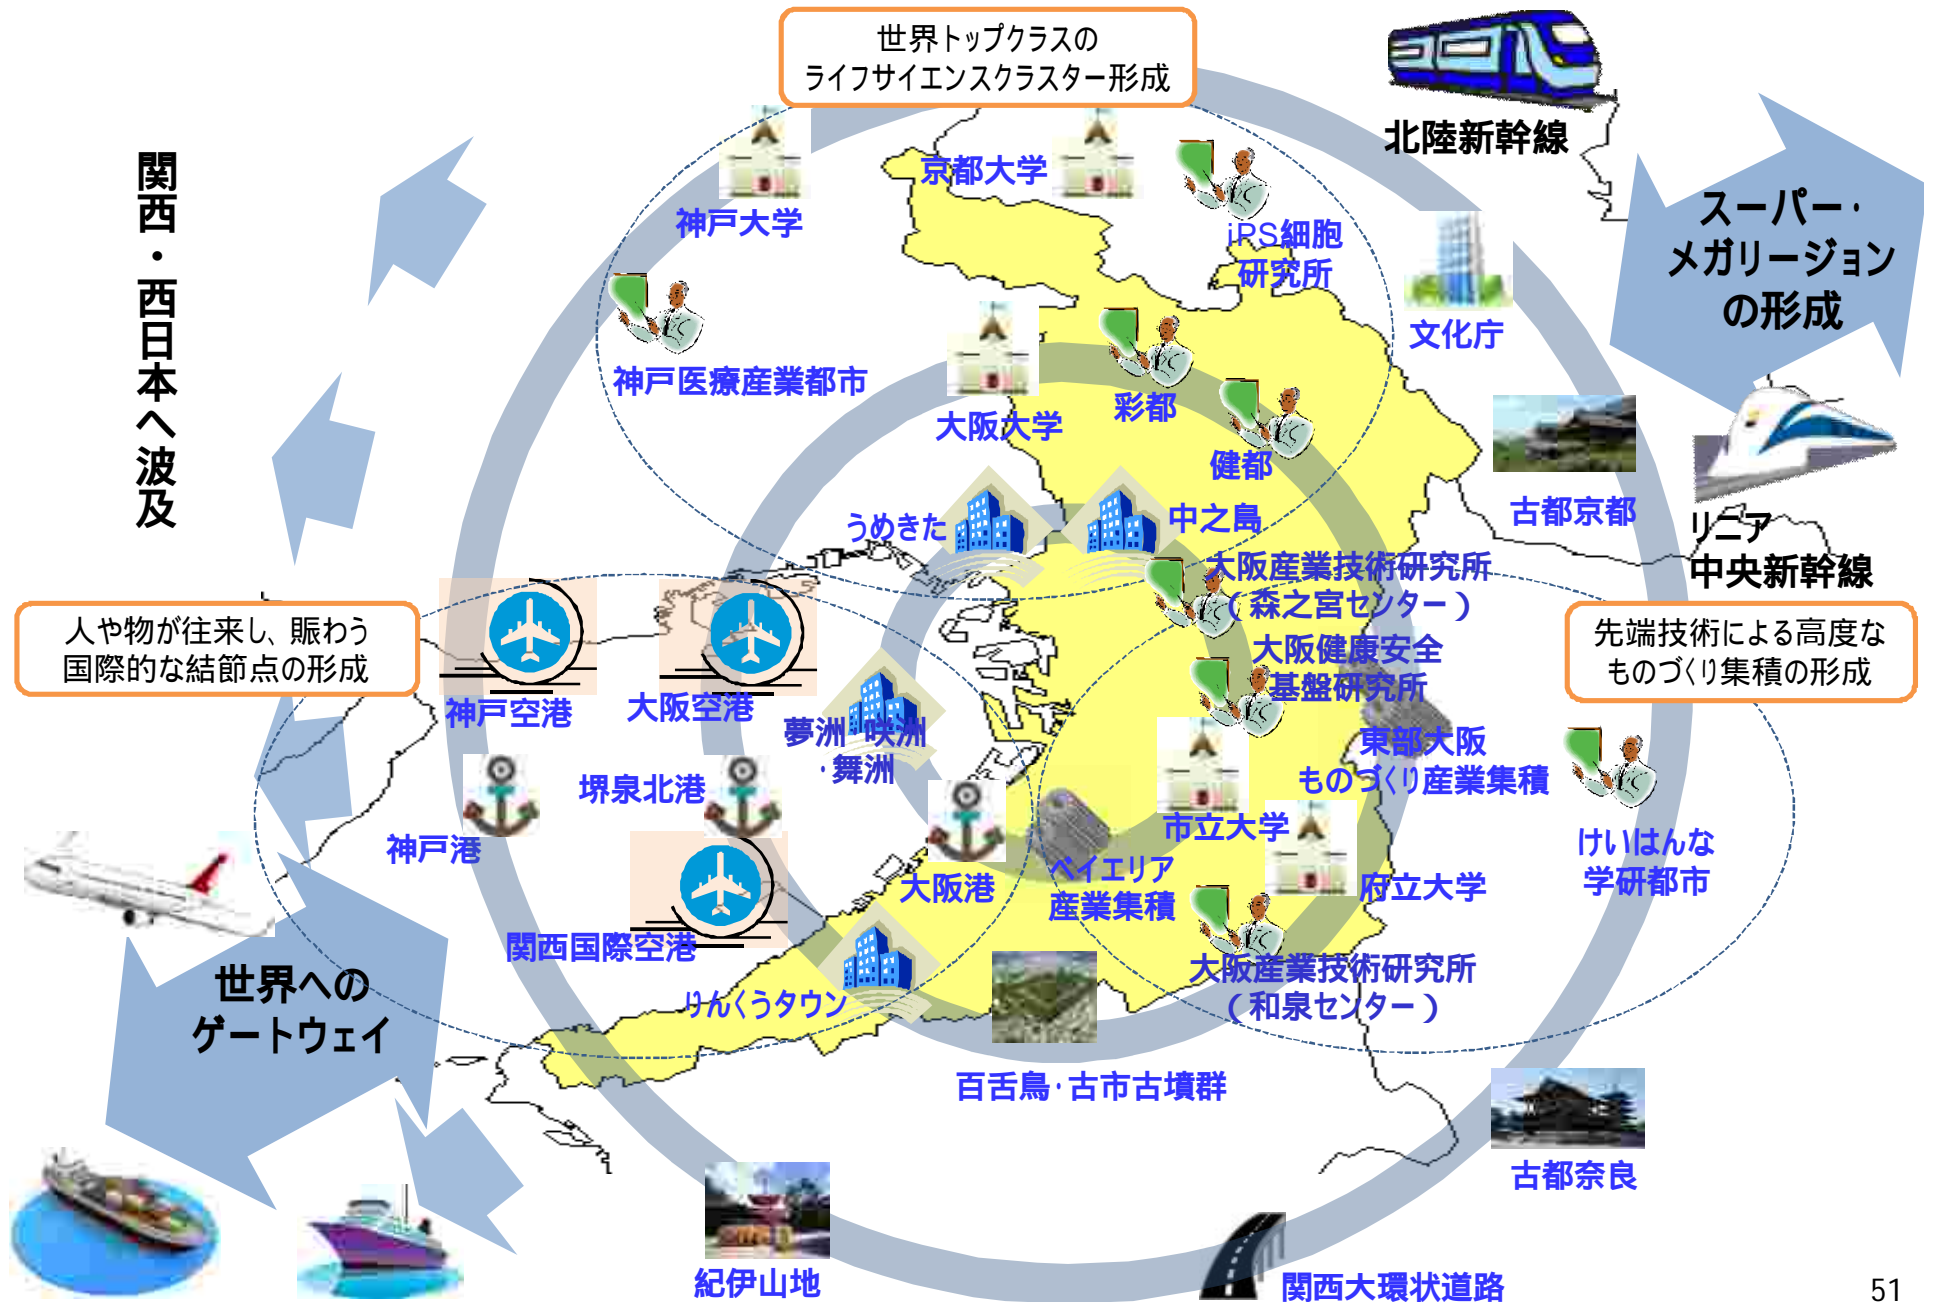 世界トップクラスの
ライフサイエンスクラスター形成
北陸新幹線
関西・西日本へ波及
スーパー・
メガリージョン
の形成
京都大学
神戸大学
iPS細胞
研究所
文化庁
神戸医療産業都市
大阪大学
彩都
健都
古都京都
うめきた
中之島
リニア
中央新幹線
大阪産業技術研究所
(森之宮センター)
人や物が往来し、賑わう
国際的な結節点の形成
先端技術による高度な
ものづくり集積の形成
大阪健康安全
基盤研究所
神戸空港
大阪空港
夢洲・咲洲
・舞洲
東部大阪
ものづくり産業集積
堺泉北港
神戸港
市立大学
けいはんな
学研都市
大阪港
ベイエリア
産業集積
府立大学
関西国際空港
大阪産業技術研究所
(和泉センター)
りんくうタウン
世界への
ゲートウェイ
百舌鳥・古市古墳群
古都奈良
紀伊山地
関西大環状道路
51